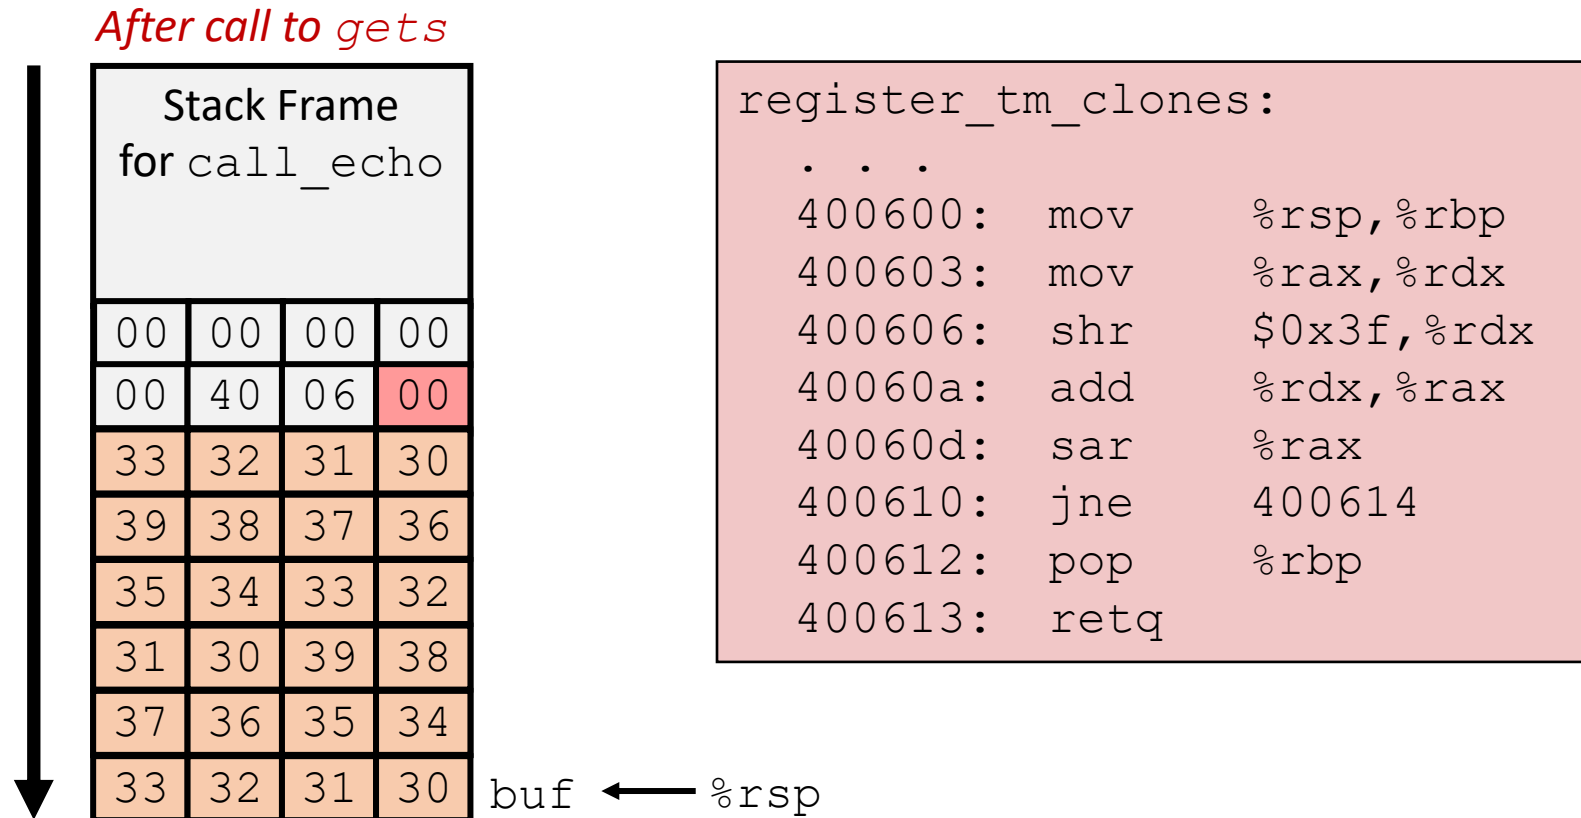 After call to gets
Stack Frame
for call_echo
00 00 00 00
00 40 06 00
33 32 31 30
39 38 37 36
35 34 33 32
31 30 39 38
37 36 35 34
33 32 31 30
buf
%rsp
register_tm_clones:
. . .
400600: mov %rsp,%rbp
400603: mov %rax,%rdx
400606: shr $0x3f,%rdx
40060a: add %rdx,%rax
40060d: sar %rax
400610: jne 400614
400612: pop %rbp
400613: retq